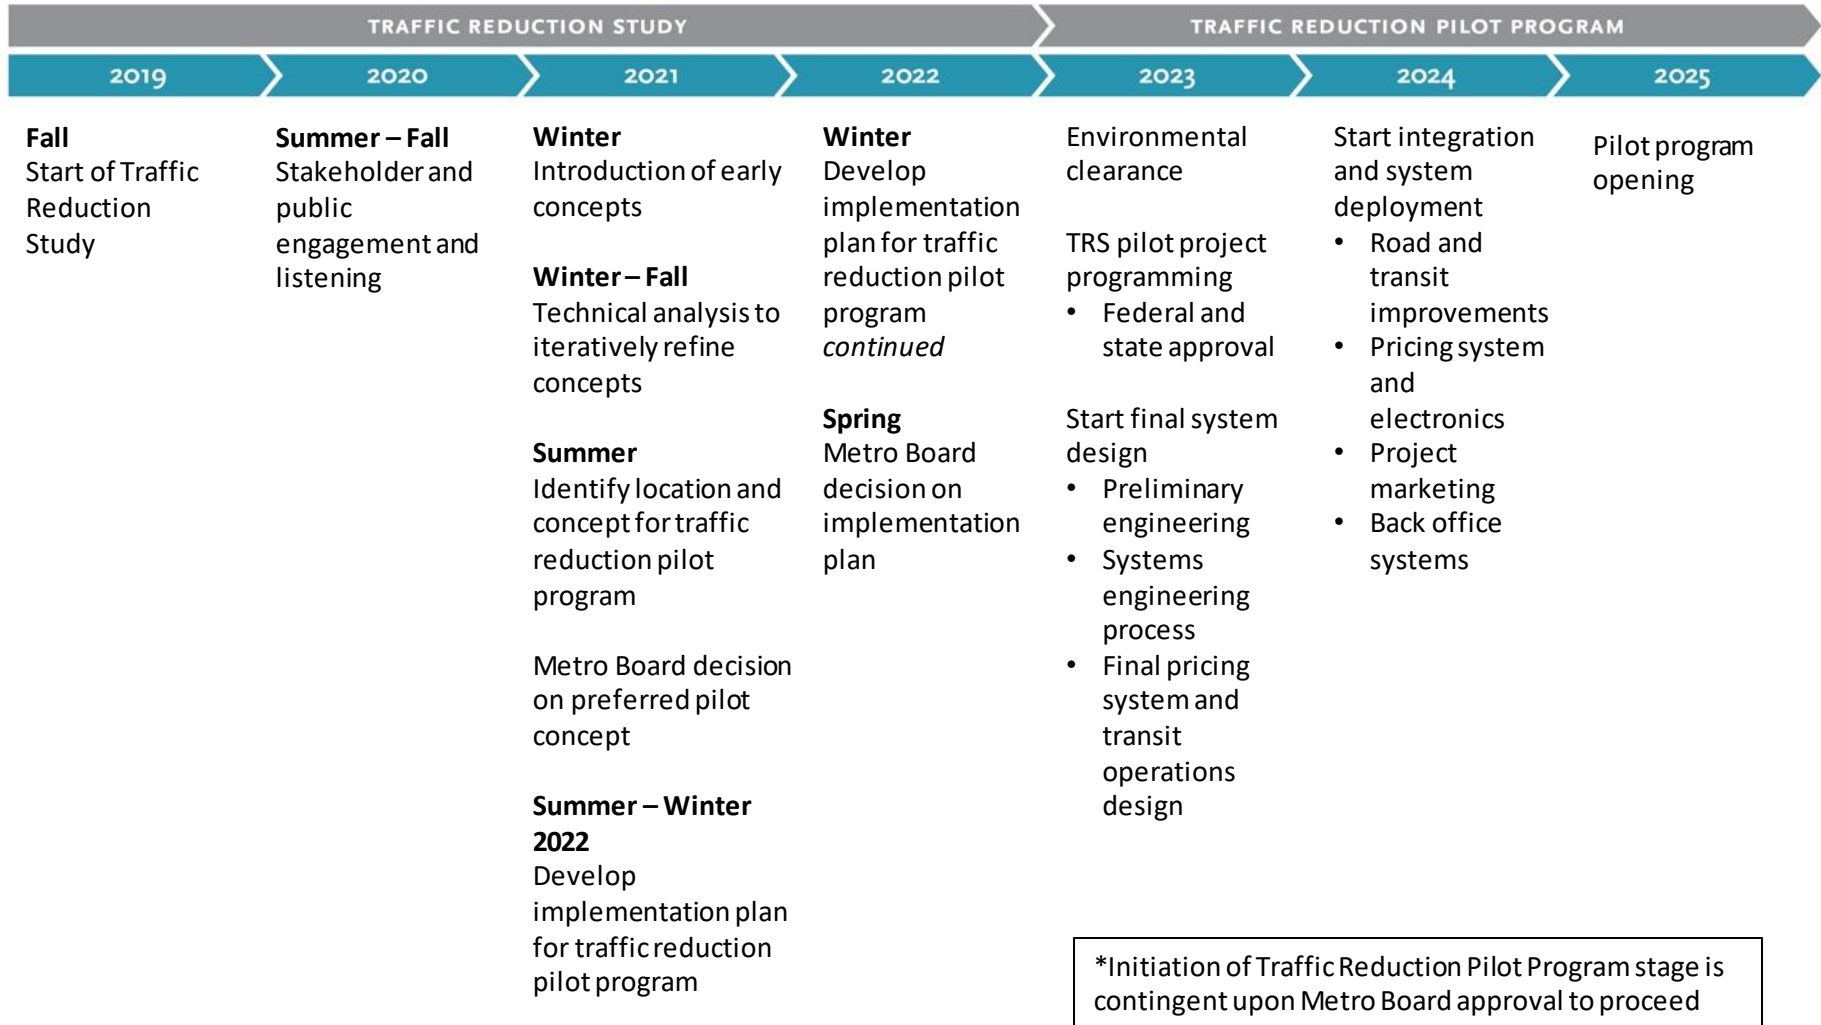 TRAFFIC REDUCTION STUDY
TRAFFIC REDUCTION PILOT PROGRAM
2019
2020
2021
2022
2023
2024
2025
Fall
Start of Traffic
Reduction
Study
Summer – Fall
Stakeholder and
public
engagement and
listening
Winter
Introduction of early
concepts
Winter – Fall
Technical analysis to
iteratively refine
concepts
Summer
Identify location and
concept for traffic
reduction pilot
program
Metro Board decision
on preferred pilot
concept
Summer – Winter
2022
Develop
implementation plan
for traffic reduction
pilot program
Winter
Develop
implementation
plan for traffic
reduction pilot
program
continued
Spring
Metro Board
decision on
implementation
plan
Environmental
clearance
TRS pilot project
programming
• Federal and
state approval
Start final system
design
• Preliminary
engineering
• Systems
engineering
process
• Final pricing
system and
transit
operations
design
Start integration
and system
deployment
• Road and
transit
improvements
• Pricing system
and
electronics
• Project
marketing
• Back office
systems
Pilot program
opening
*Initiation of Traffic Reduction Pilot Program stage is
contingent upon Metro Board approval to proceed